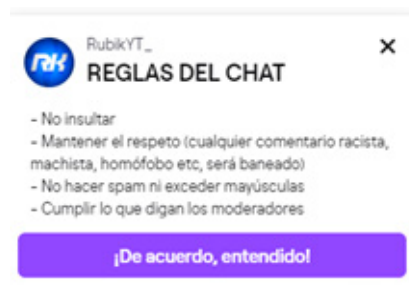 RK
RubikYT_
REGLAS DEL CHAT
- No insultar
- Mantener el respeto (cualquier comentario racista,
machista, homófobo etc, será baneado)
- No hacer spam ni exceder mayúsculas
- Cumplir lo que digan los moderadores
¡De acuerdo, entendido!